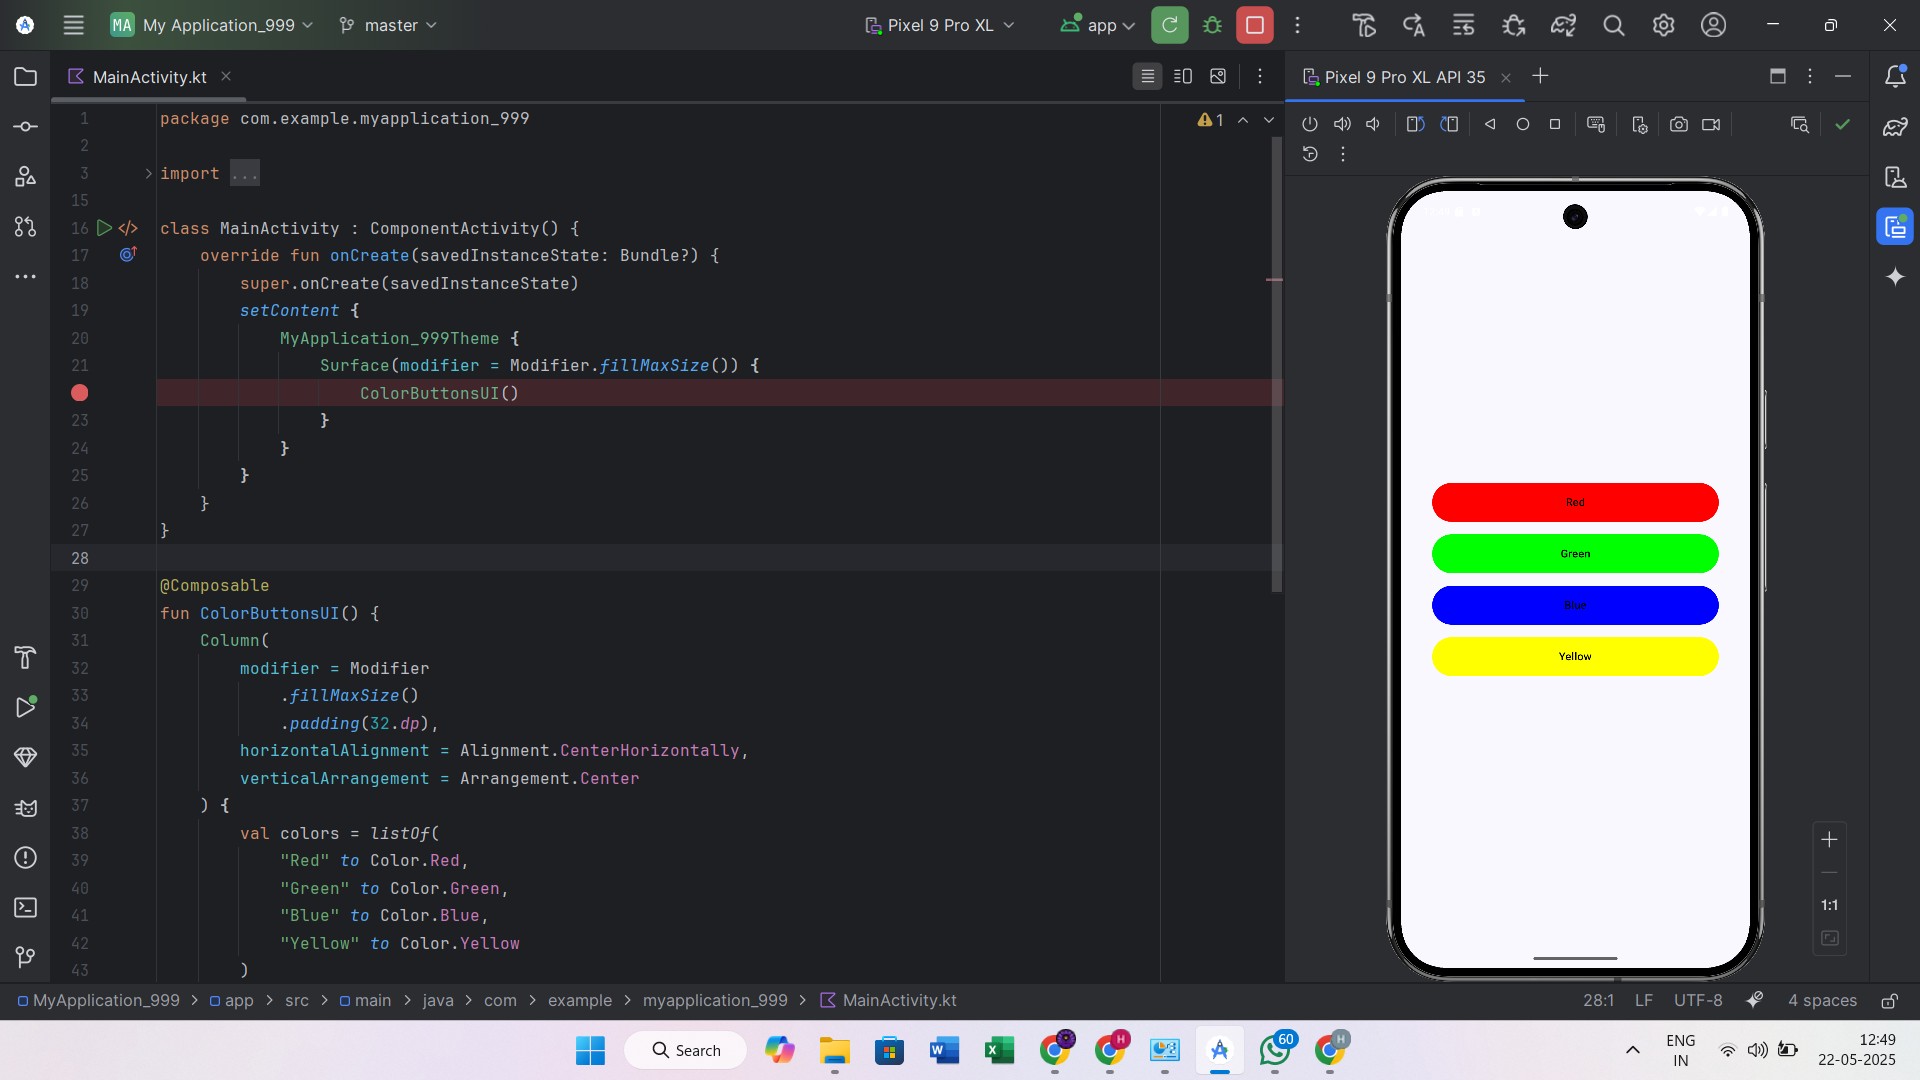 MA My Application_999 master Pixel 9 Pro XL app
MainActivity.kt
Pixel 9 Pro XL API 35
1 package com.example.myapplication_999
1
2
3 import ...
15
16 class MainActivity : ComponentActivity() {
17 override fun onCreate(savedInstanceState: Bundle?) {
18 super.onCreate(savedInstanceState)
19 setContent {
20 MyApplication_999Theme {
21 Surface(modifier = Modifier.fillMaxSize()) {
ColorButtonsUI()
23 }
24 }
25 }
26 }
27 }
28
29 @Composable
30 fun ColorButtonsUI() {
31 Column(
32 modifier = Modifier
33 .fillMaxSize()
34 .padding(32.dp),
35 horizontalAlignment = Alignment.CenterHorizontally,
36 verticalArrangement = Arrangement.Center
37 ) {
38 val colors = listOf(
39 "Red" to Color.Red,
40 "Green" to Color.Green,
41 "Blue" to Color.Blue,
42 "Yellow" to Color.Yellow
43 )
Red
Green
Blue
Yellow
1:1
MyApplication_999 > app > src > main > java > com > example > myapplication_999 > MainActivity.kt
28:1 LF UTF-8 4 spaces
Search
W
X
H
60
H
ENG
IN
12:49
22-05-2025